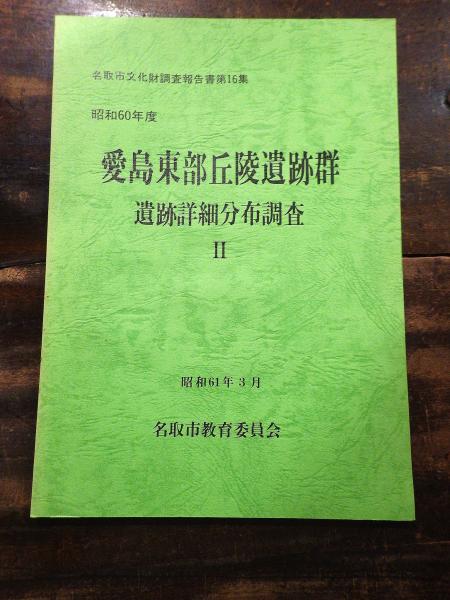 名取市文化財調査報告書第16集
昭和60年度
愛島東部丘陵遺跡群
遺跡詳細分布調査
II
昭和61年3月
名取市教育委員会